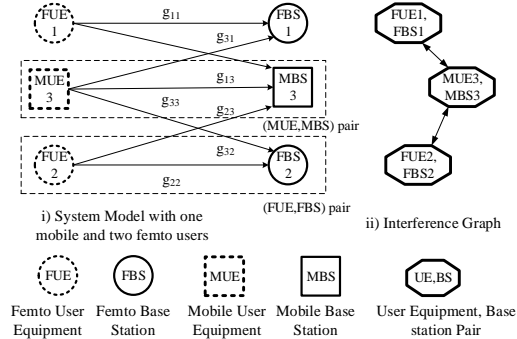 FUE 1
g11
FBS 1
g31
FUE1, FBS1
MUE 3
g13
MBS 3
MUE3, MBS3
g33
g23
(MUE,MBS) pair
FUE 2
g32
FBS 2
FUE2, FBS2
g22
(FUE,FBS) pair
i) System Model with one
mobile and two femto users
ii) Interference Graph
FUE
FBS
MUE
MBS
UE,BS
Femto User
Equipment
Femto Base
Station
Mobile User
Equipment
Mobile Base
Station
User Equipment, Base
station Pair